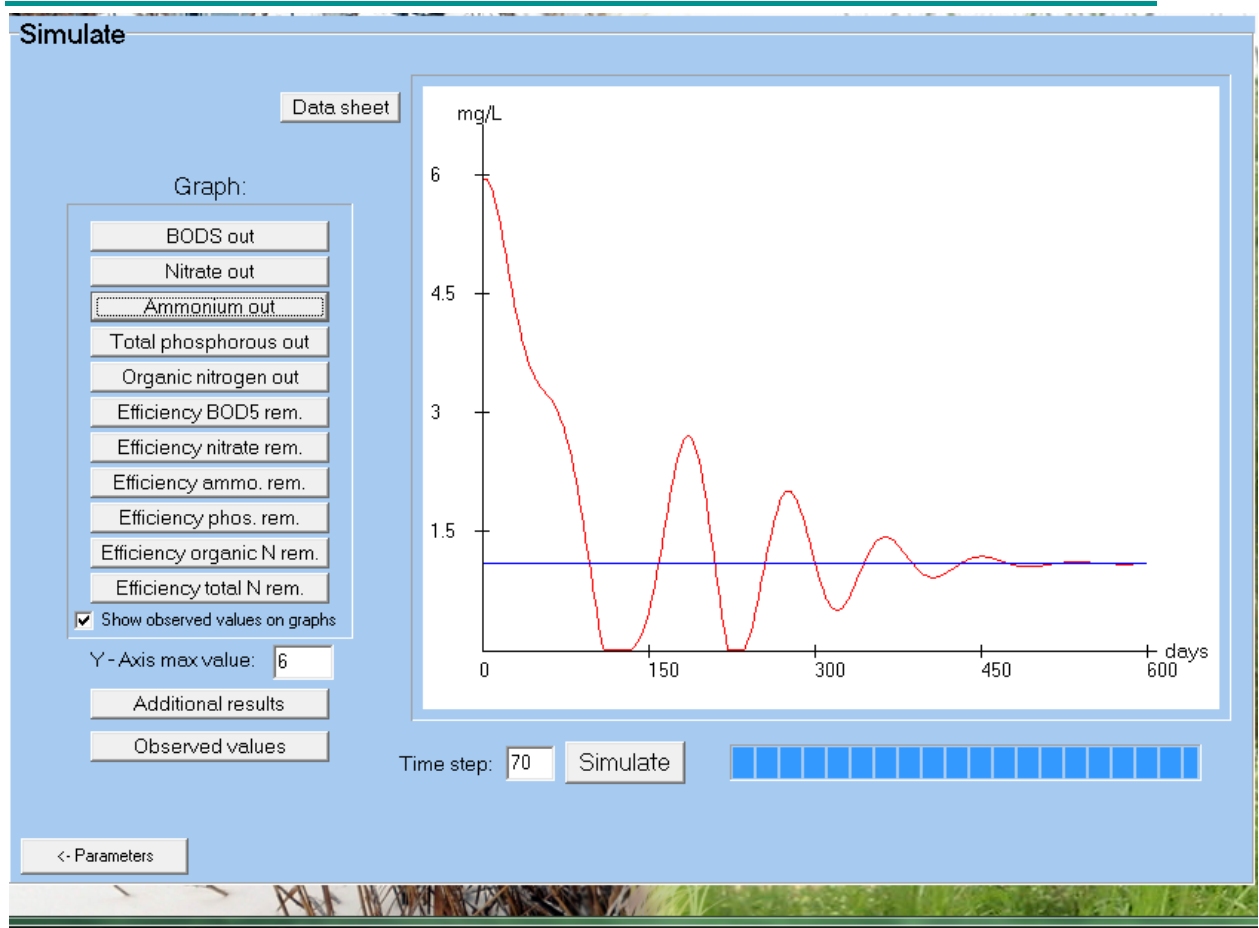 Simulate
Data sheet
Graph:
BODS out
Nitrate out
Ammonium out
Total phosphorous out
Organic nitrogen out
Efficiency BOD5 rem.
Efficiency nitrate rem.
Efficiency ammo. rem.
Efficiency phos. rem.
Efficiency organic N rem.
Efficiency total N rem.
Show observed values on graphs
Y - Axis max value: 6
Additional results
Observed values
mg/L
6
4.5
3
1.5
days
0 150 300 450 600
Time step: 70 Simulate
<- Parameters